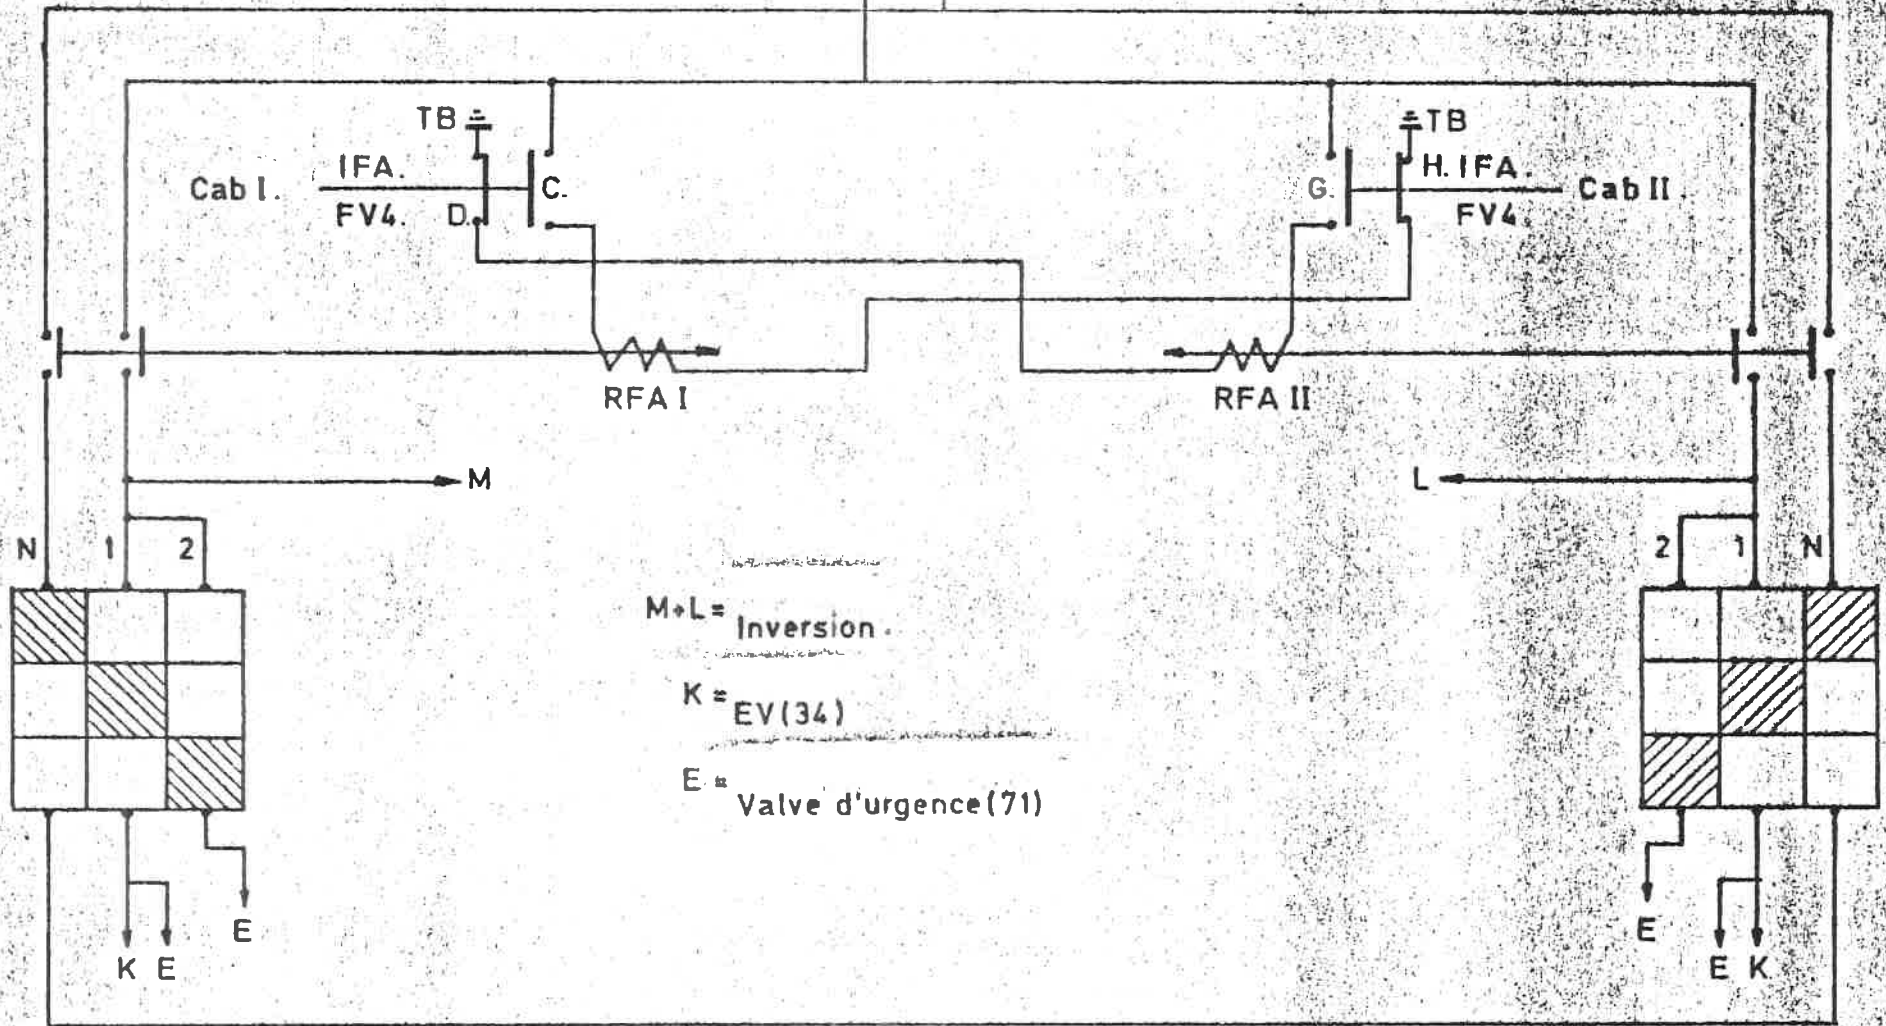 TB
TB
IFA.
C.
G.
H. IFA.
Cab I.
Cab II.
FV4.
D.
FV4.
RFA I
RFA II
M
L
N 1 2
2 1 N
M+L = Inversion.
K = EV(34)
E = Valve d'urgence(71)
E
E
K E
E K